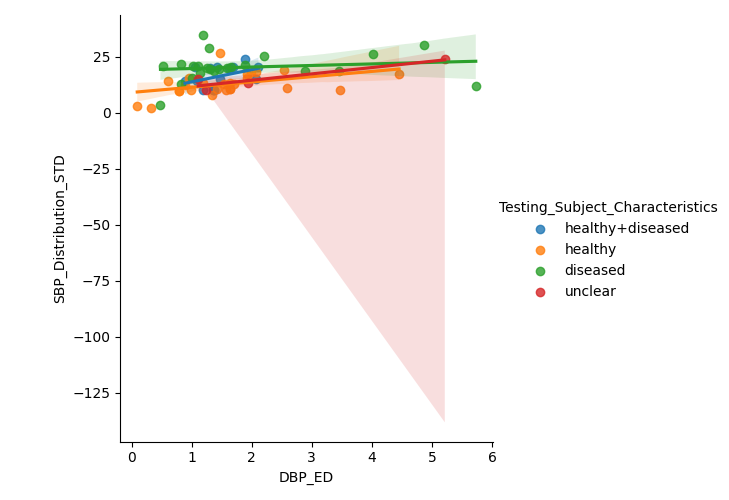 25
0
−25
−50
−75
−100
−125
SBP_Distribution_STD
0 1 2 3 4 5 6
DBP_ED
Testing_Subject_Characteristics
healthy+diseased
healthy
diseased
unclear